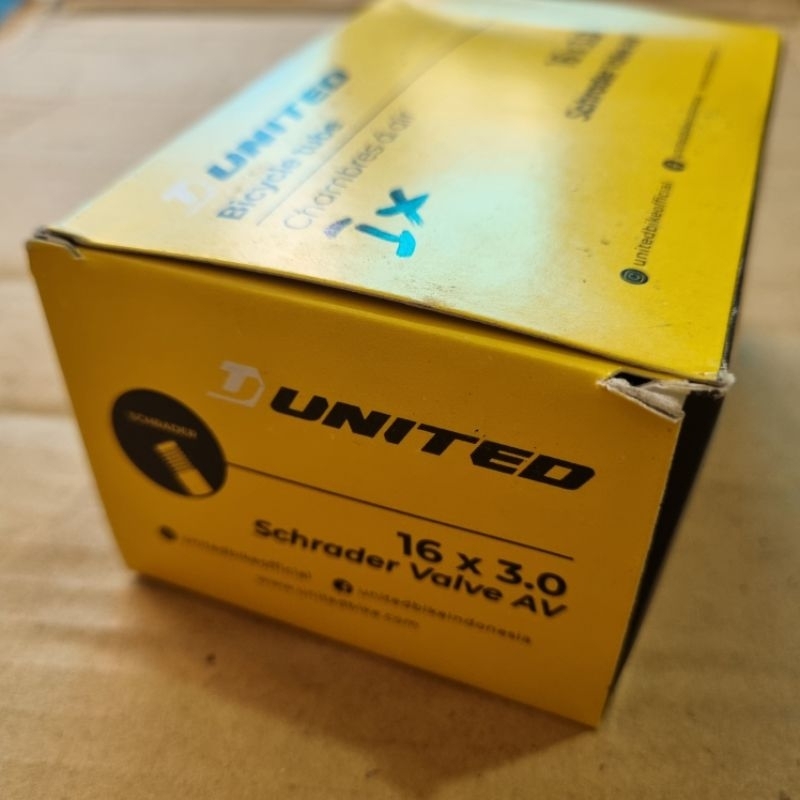 UNITED
Bicycle tube
Chambres à air
1x
Schrader Valve AV
unitedbikeofficial
UNITED
SCHRADER
16 x 3.0
Schrader Valve AV
unitedbikeofficial
unitedbikeindonesia
www.unitedbike.com